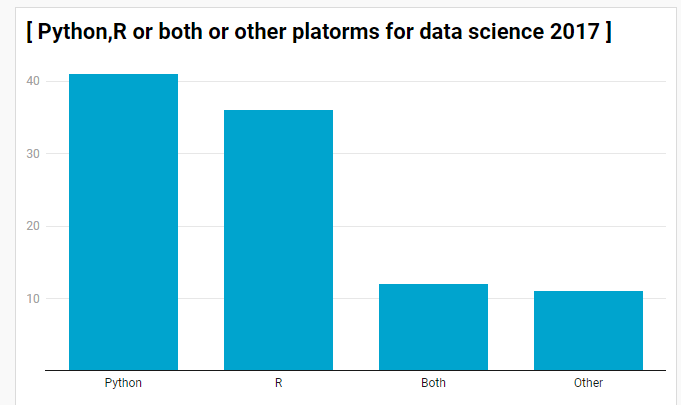 [ Python,R or both or other platorms for data science 2017 ]
40
30
20
10
Python R Both Other